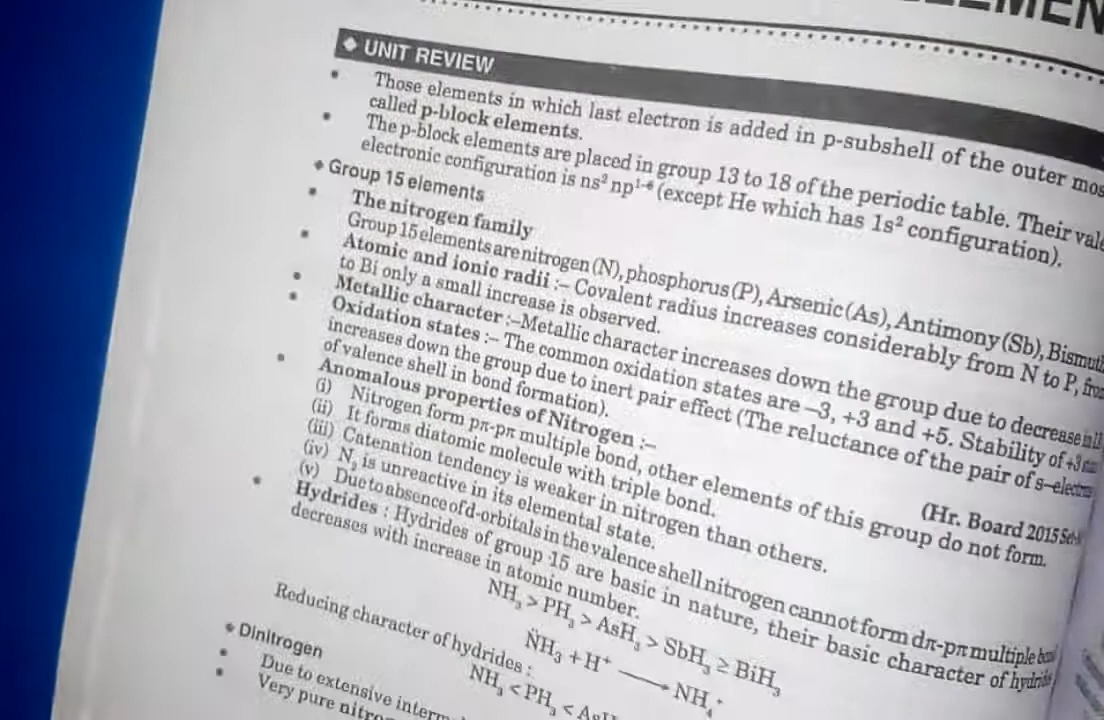 ◆ UNIT REVIEW
• Those elements in which last electron is added in p-subshell of the outer
called p-block elements.
• The p-block elements are placed in group 13 to 18 of the periodic table. Their
electronic configuration is ns² np¹⁻⁶ (except He which has 1s² configuration).
◆ Group 15 elements
• The nitrogen family
Group 15 elements are nitrogen (N), phosphorus (P), Arsenic (As), Antimony (Sb),
• Atomic and ionic radii :– Covalent radius increases considerably from N to P,
to Bi only a small increase is observed.
• Metallic character :–Metallic character increases down the group due to decrease
• Oxidation states :– The common oxidation states are –3, +3 and +5. Stability of +3
increases down the group due to inert pair effect (The reluctance of the pair of
of valence shell in bond formation).
• Anomalous properties of Nitrogen :– (Hr. Board 2015
(i) Nitrogen form pπ-pπ multiple bond, other elements of this group do not form.
(ii) It forms diatomic molecule with triple bond.
(iii) Catenation tendency is weaker in nitrogen than others.
(iv) N₂ is unreactive in its elemental state.
(v) Due to absence of d-orbitals in the valence shell nitrogen cannot form dπ-pπ multiple
• Hydrides : Hydrides of group 15 are basic in nature, their basic character of
decreases with increase in atomic number.
NH₃ > PH₃ > AsH₃ > SbH₃ ≥ BiH₃
N̈H₃ + H⁺ ⟶ NH₄⁺
Reducing character of hydrides :
NH₃ < PH₃ <
◆ Dinitrogen
• Due to extensive
• Very pure